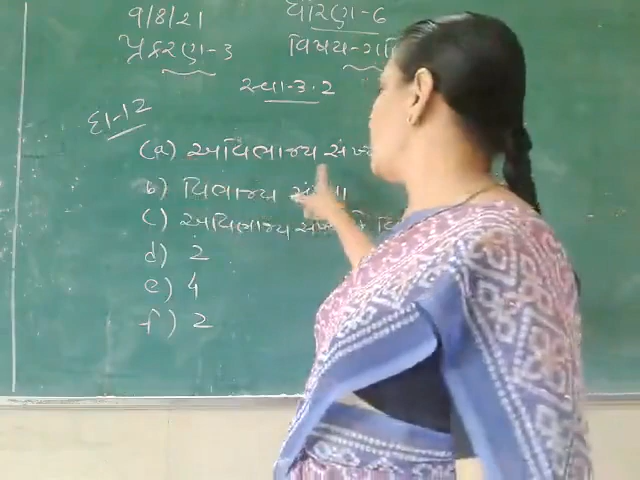 9/8/21 ધોરણ-6
પ્રકરણ-3 વિષય-ગ
સ્વા-3.2
દા-12
(a) અવિભાજ્ય સંખ્ય
b) વિભાજ્ય
c) અવિભાજ્ય
d) 2
e) 4
f) 2